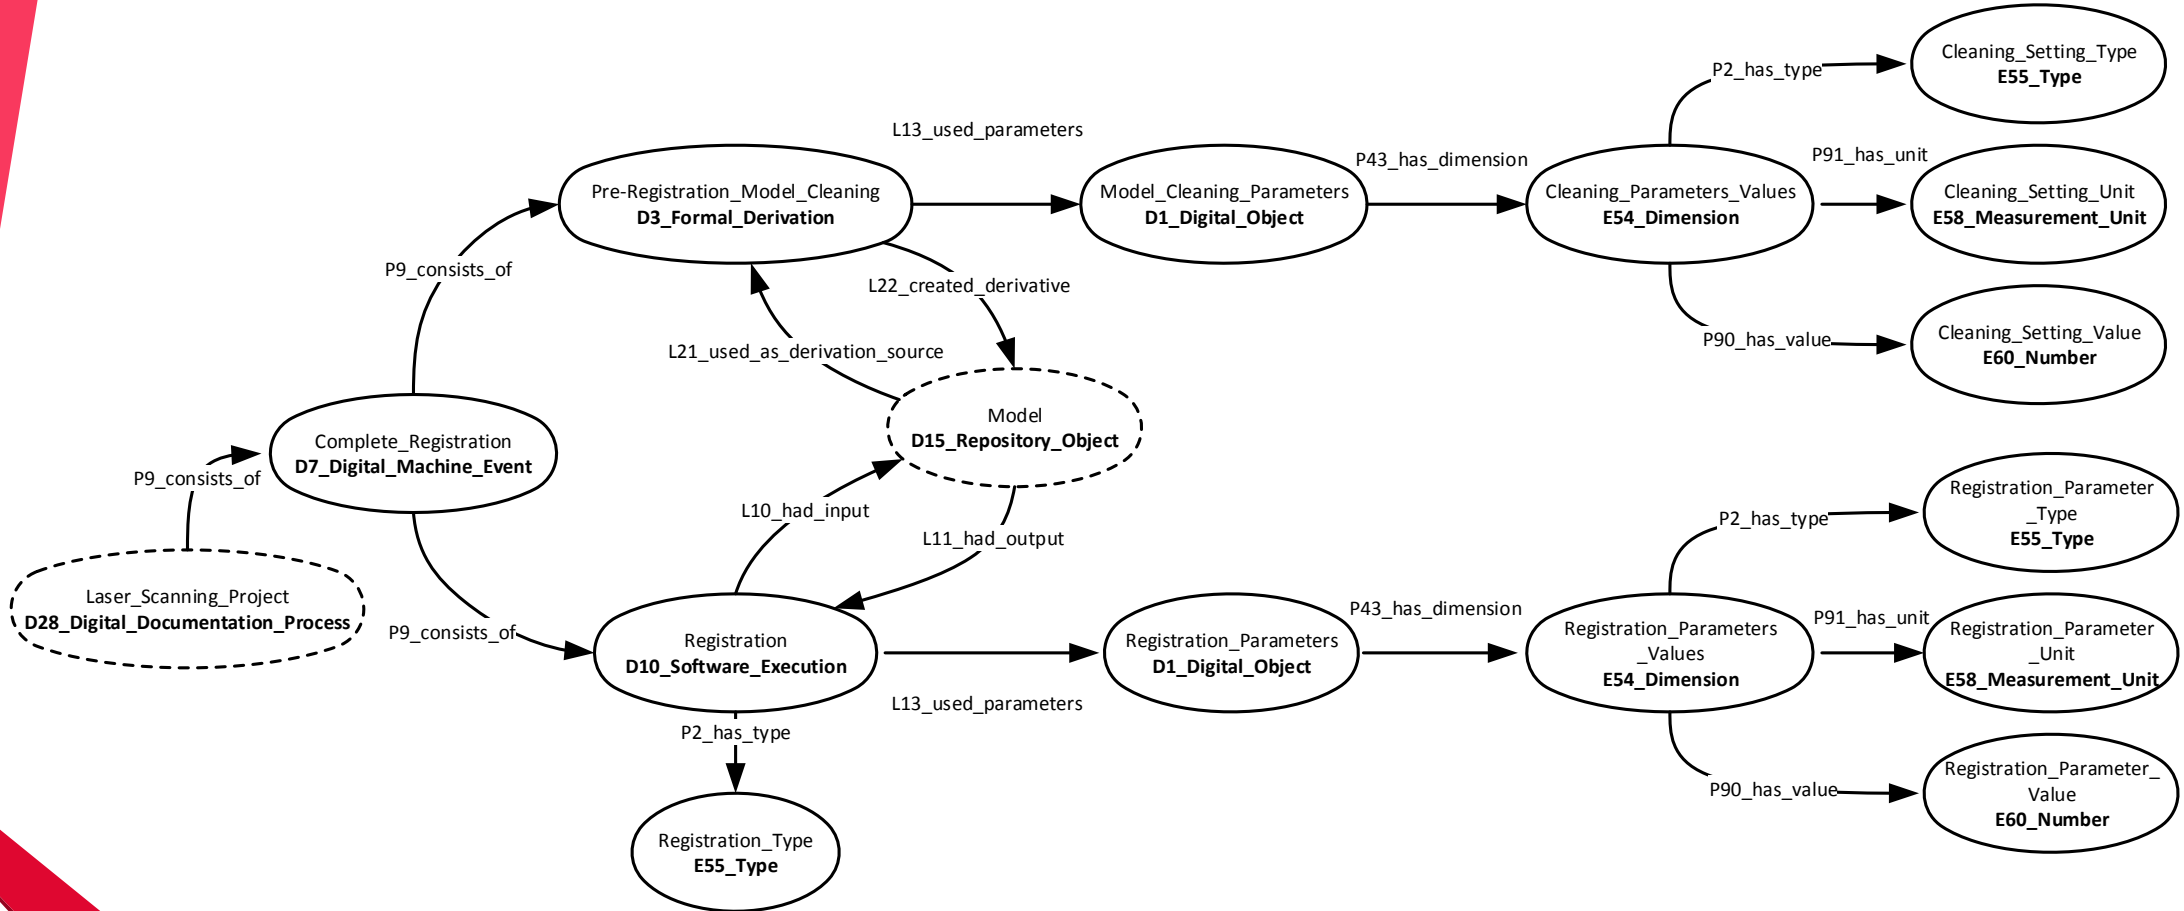 Cleaning_Setting_Type
E55_Type
P2_has_type
L13_used_parameters
P43_has_dimension
P91_has_unit
Pre-Registration_Model_Cleaning
D3_Formal_Derivation
Model_Cleaning_Parameters
D1_Digital_Object
Cleaning_Parameters_Values
E54_Dimension
Cleaning_Setting_Unit
E58_Measurement_Unit
P9_consists_of
L22_created_derivative
L21_used_as_derivation_source
P90_has_value
Cleaning_Setting_Value
E60_Number
Model
D15_Repository_Object
Complete_Registration
D7_Digital_Machine_Event
P9_consists_of
L10_had_input
L11_had_output
P2_has_type
Registration_Parameter
_Type
E55_Type
Laser_Scanning_Project
D28_Digital_Documentation_Process
P9_consists_of
Registration
D10_Software_Execution
P43_has_dimension
Registration_Parameters
D1_Digital_Object
Registration_Parameters
_Values
E54_Dimension
P91_has_unit
Registration_Parameter
_Unit
E58_Measurement_Unit
L13_used_parameters
P2_has_type
P90_has_value
Registration_Parameter_
Value
E60_Number
Registration_Type
E55_Type